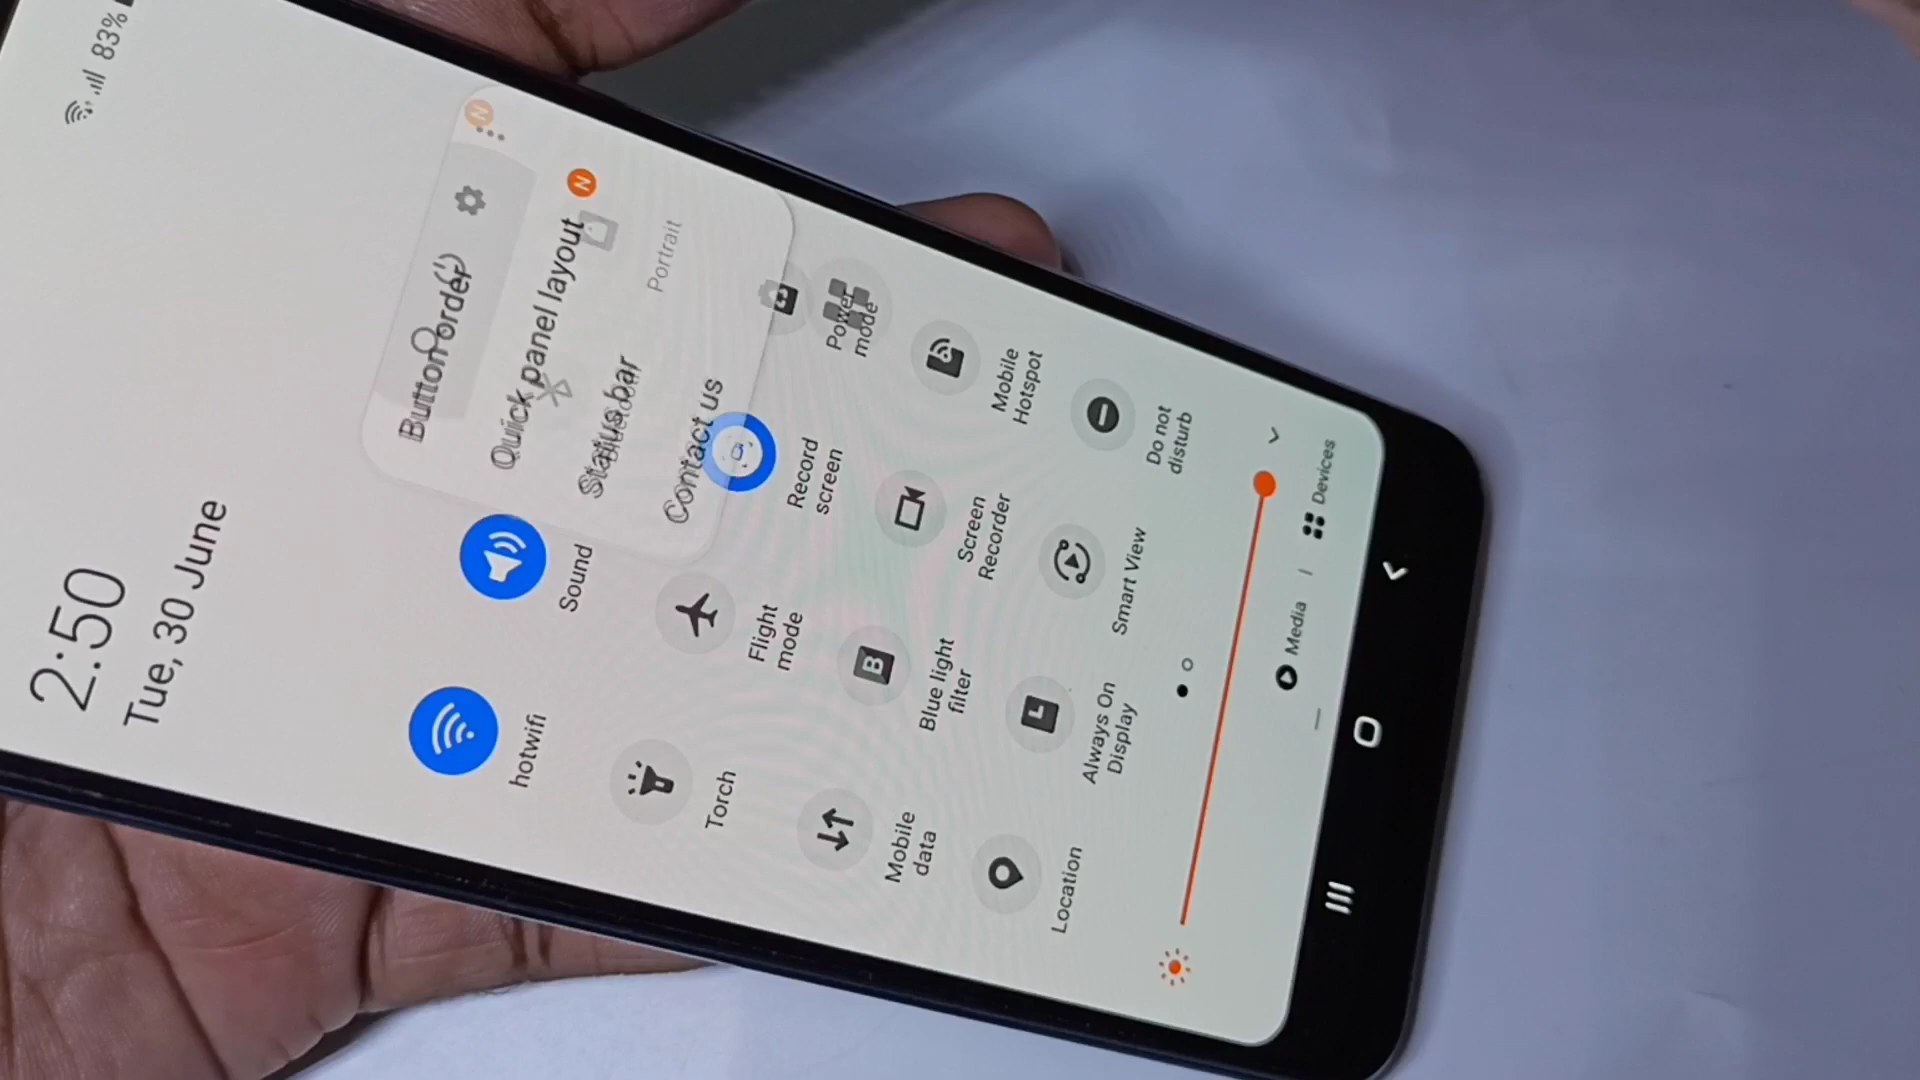 83%
2:50
Tue, 30 June
Button order
Quick panel layout
N
Status bar
Contact us
hotwifi
Sound
Bluetooth
Portrait
Torch
Flight
mode
Record
screen
Power
mode
Mobile
data
B
Blue light
filter
Screen
Recorder
Mobile
Hotspot
Location
Always On
Display
Smart View
Do not
disturb
Media
Devices